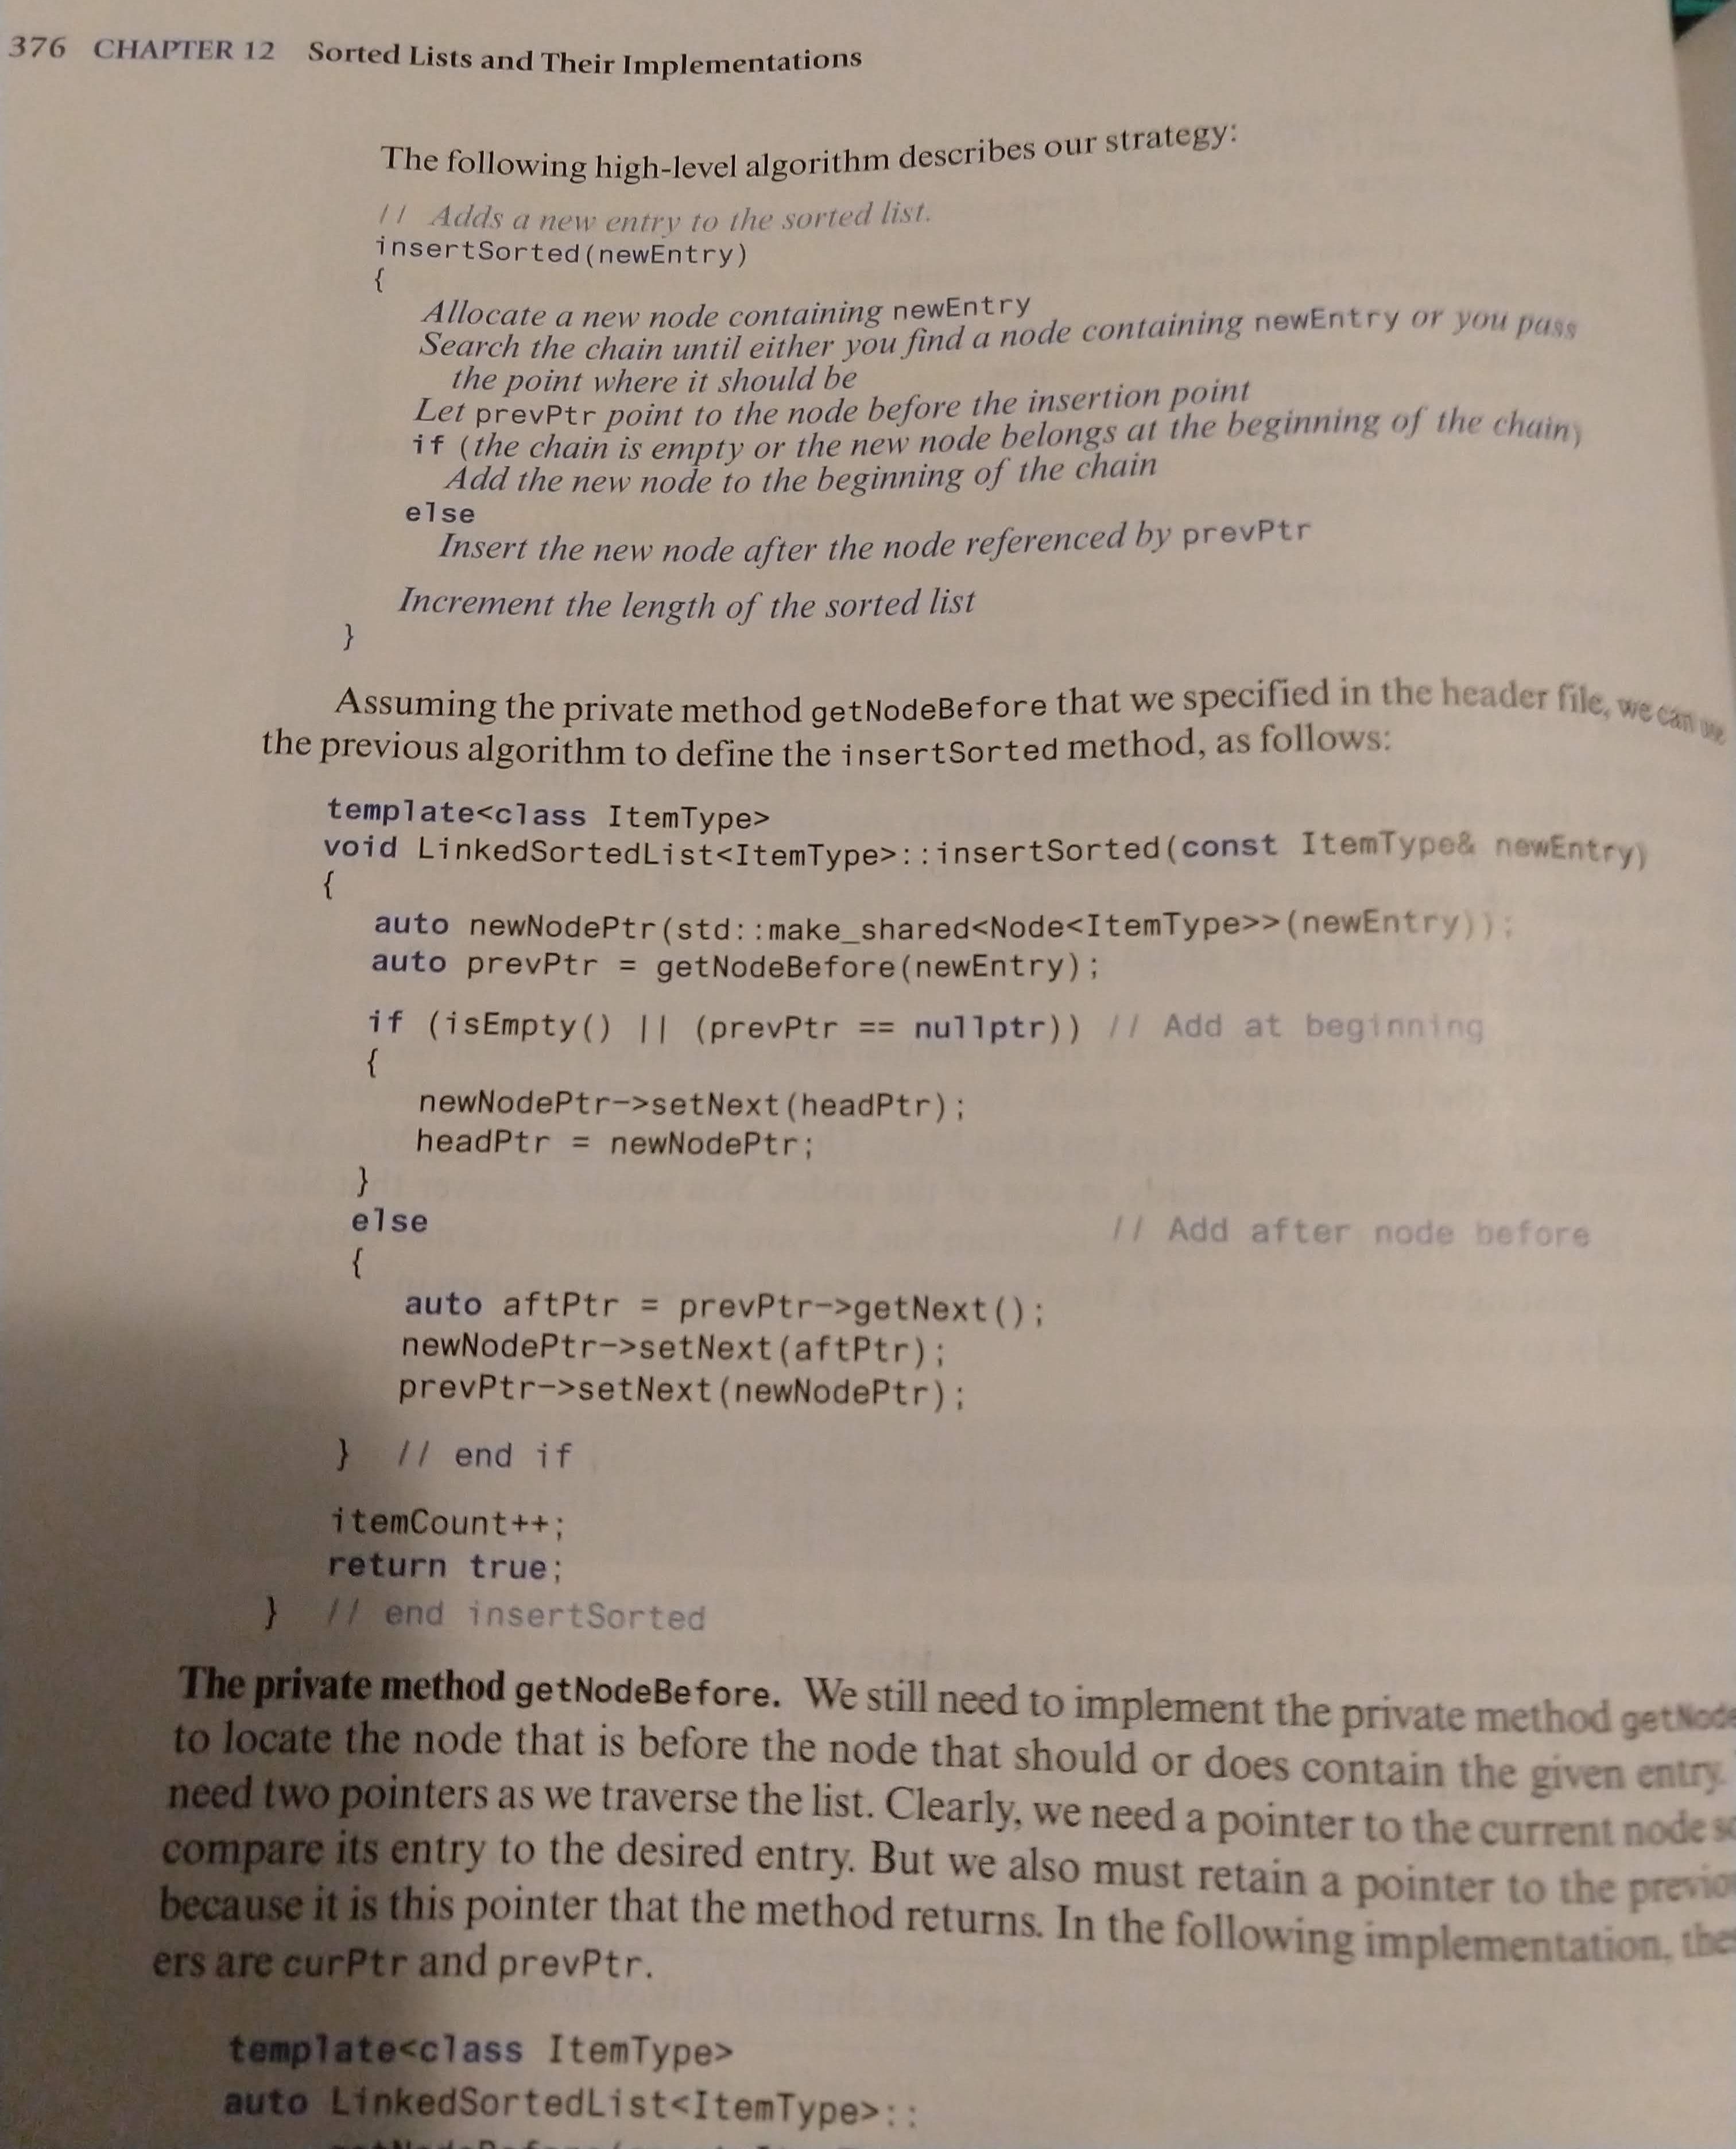 376 CHAPTER 12 Sorted Lists and Their Implementations
The following high-level algorithm describes our strategy:
// Adds a new entry to the sorted list.
insertSorted(newEntry)
{
Allocate a new node containing newEntry
Search the chain until either you find a node containing newEntry or you pass
the point where it should be
Let prevPtr point to the node before the insertion point
if (the chain is empty or the new node belongs at the beginning of the chain)
Add the new node to the beginning of the chain
else
Insert the new node after the node referenced by prevPtr
Increment the length of the sorted list
}
Assuming the private method getNodeBefore that we specified in the header file, we can use
the previous algorithm to define the insertSorted method, as follows:
template<class ItemType>
void LinkedSortedList<ItemType>::insertSorted(const ItemType& newEntry)
{
auto newNodePtr(std::make_shared<Node<ItemType>>(newEntry));
auto prevPtr = getNodeBefore(newEntry);
if (isEmpty() || (prevPtr == nullptr)) // Add at beginning
{
newNodePtr->setNext(headPtr);
headPtr = newNodePtr;
}
else // Add after node before
{
auto aftPtr = prevPtr->getNext();
newNodePtr->setNext(aftPtr);
prevPtr->setNext(newNodePtr);
} // end if
itemCount++;
return true;
} // end insertSorted
The private method getNodeBefore. We still need to implement the private method getNode
to locate the node that is before the node that should or does contain the given entry.
need two pointers as we traverse the list. Clearly, we need a pointer to the current node so
compare its entry to the desired entry. But we also must retain a pointer to the previo
because it is this pointer that the method returns. In the following implementation, the
ers are curPtr and prevPtr.
template<class ItemType>
auto LinkedSortedList<ItemType>::